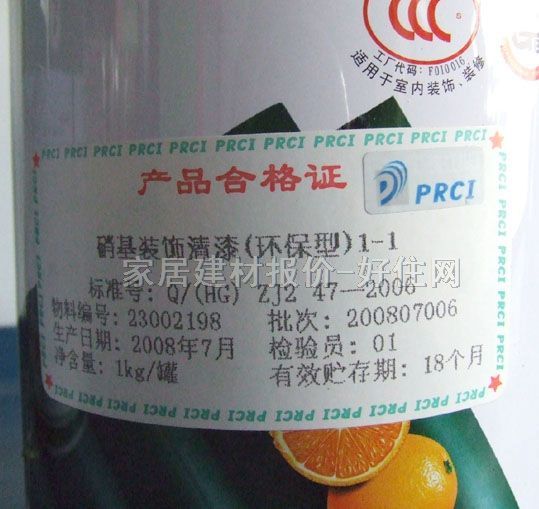 CCC S
工厂代码：F010016
适用于室内装饰、装修
PRCI PRCI PRCI PRCI PRCI PRCI PRCI PRCI PRCI
产品合格证
PRCI
硝基装饰清漆(环保型)1-1
家居建材报价-好住网
标准号：Q/(HG) ZJ2 47—2006
物料编号：23002198 批次：200807006
生产日期：2008年7月 检验员：01
净含量：1kg/罐 有效贮存期：18个月
PRCI PRCI PRCI PRCI PRCI PRCI PRCI PRCI